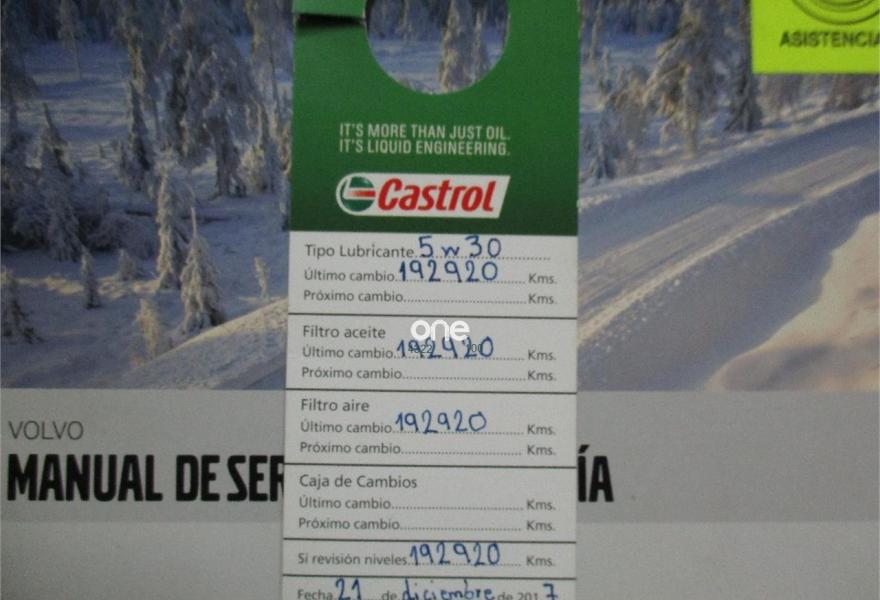 ASISTENCIA
IT'S MORE THAN JUST OIL.
IT'S LIQUID ENGINEERING.
Castrol
Tipo Lubricante 5w30
Último cambio 192920 Kms.
Próximo cambio Kms.
Filtro aceite
one
Último cambio 192920 Kms.
Próximo cambio Kms.
Filtro aire
Último cambio 192920 Kms.
Próximo cambio Kms.
VOLVO
MANUAL DE SER ÍA
Caja de Cambios
Último cambio Kms.
Próximo cambio Kms.
Si revisión niveles 192920 Kms.
Fecha 21 de diciembre de 2017